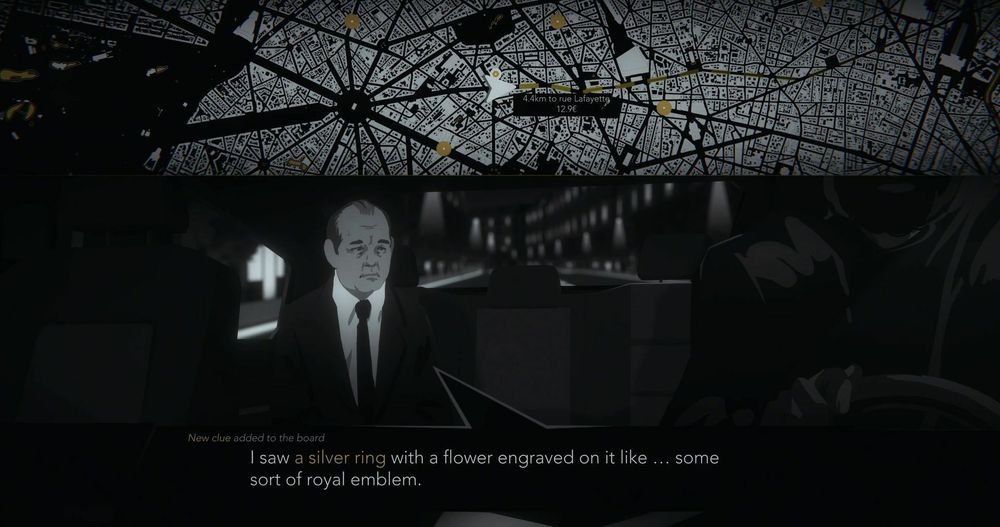 4.4km to rue Lafayette
12.9€
New clue added to the board
I saw a silver ring with a flower engraved on it like … some
sort of royal emblem.